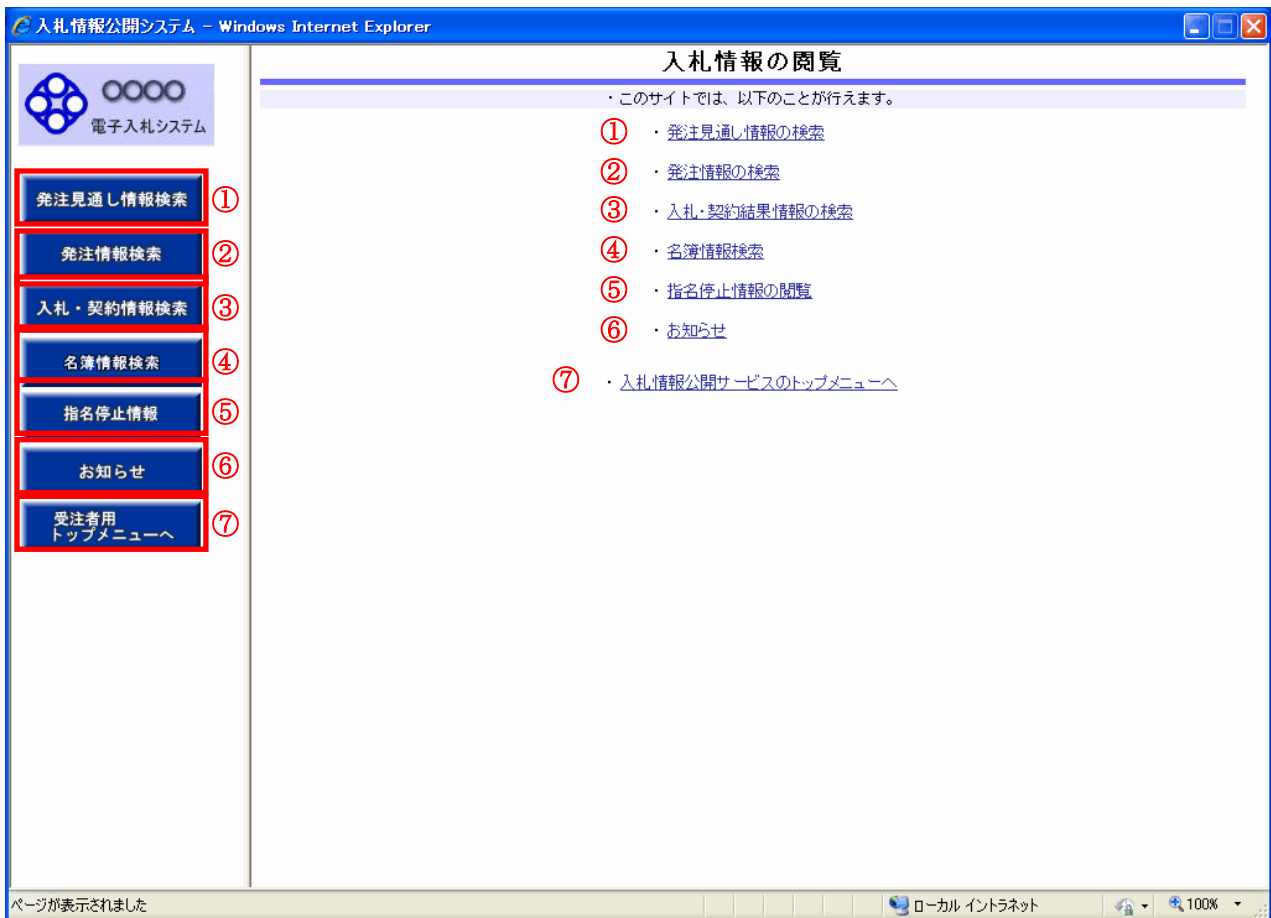 入札情報公開システム - Windows Internet Explorer
○○○○
電子入札システム
発注見通し情報検索 ①
発注情報検索 ②
入札・契約情報検索 ③
名簿情報検索 ④
指名停止情報 ⑤
お知らせ ⑥
受注者用
トップメニューへ ⑦
入札情報の閲覧
・このサイトでは、以下のことが行えます。
① ・発注見通し情報の検索
② ・発注情報の検索
③ ・入札・契約結果情報の検索
④ ・名簿情報検索
⑤ ・指名停止情報の閲覧
⑥ ・お知らせ
⑦ ・入札情報公開サービスのトップメニューへ
ページが表示されました ローカル イントラネット 100%